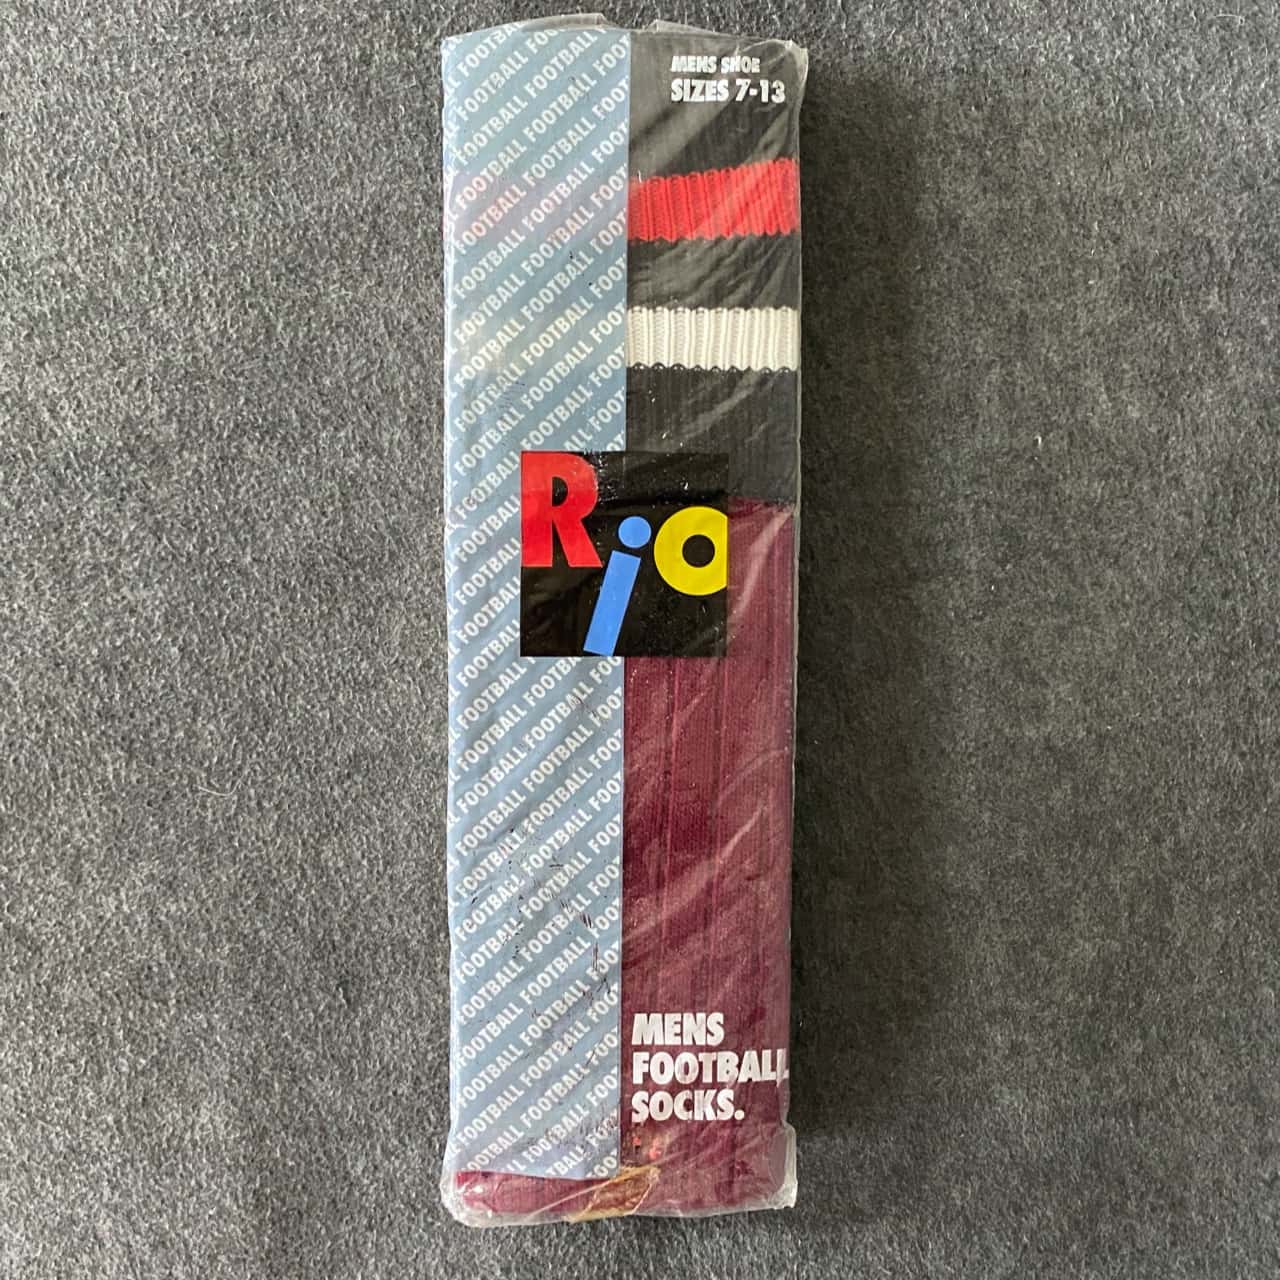 MENS SHOE
SIZES 7-13
FOOTBALL FOOTBALL FOOTBALL
Rio
MENS
FOOTBALL
SOCKS.